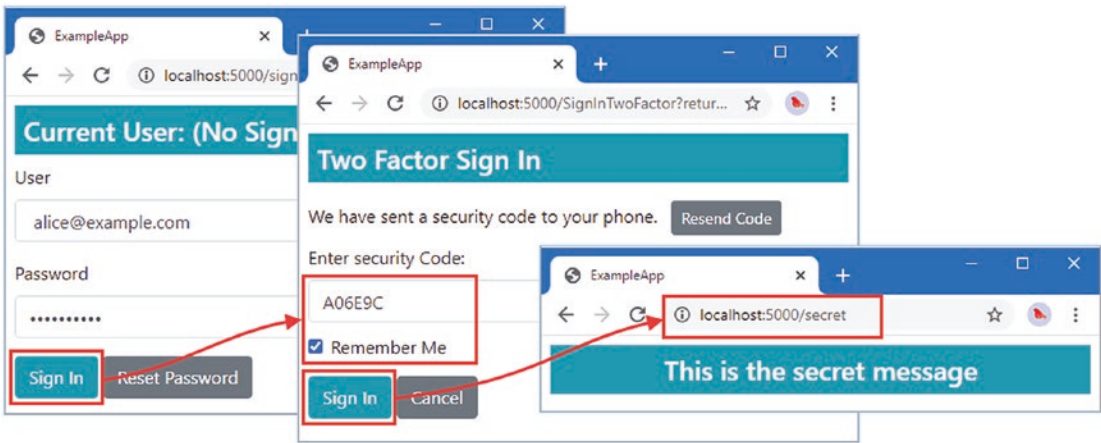 ExampleApp
localhost:5000/sign
Current User: (No Sign
User
alice@example.com
Password
Sign In
Reset Password
ExampleApp
localhost:5000/SignInTwoFactor?retur...
Two Factor Sign In
We have sent a security code to your phone.
Resend Code
Enter security Code:
A06E9C
Remember Me
Sign In
Cancel
ExampleApp
localhost:5000/secret
This is the secret message